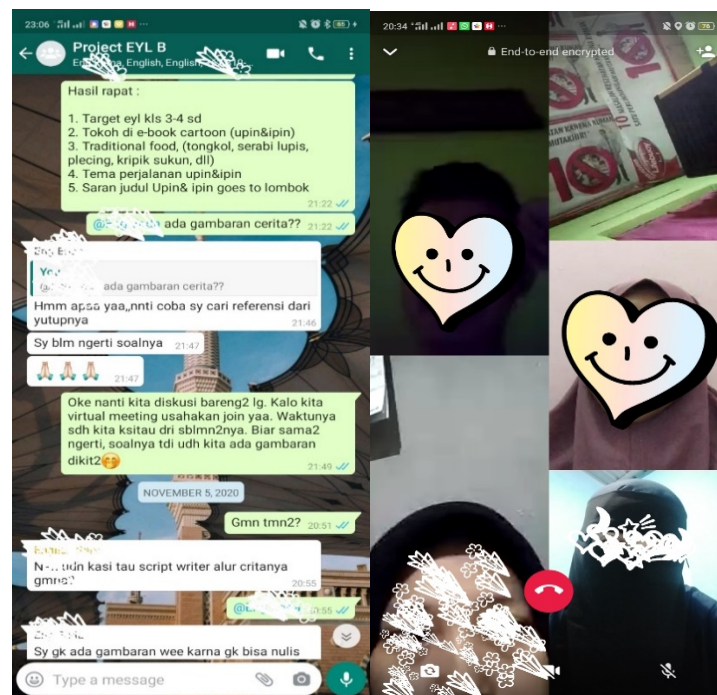 23:06
65
Project EYL B
English, English,
Hasil rapat :
1. Target eyl kls 3-4 sd
2. Tokoh di e-book cartoon (upin&ipin)
3. Traditional food, (tongkol, serabi lupis,
plecing, kripik sukun, dll)
4. Tema perjalanan upin&ipin
5. Saran judul Upin& ipin goes to lombok
21:22
ada gambaran cerita?? 21:22
ada gambaran cerita??
Hmm apsa yaa,,nnti coba sy cari referensi dari
yutupnya
21:46
Sy blm ngerti soalnya 21:47
21:47
Oke nanti kita diskusi bareng2 lg. Kalo kita
virtual meeting usahakan join yaa. Waktunya
sdh kita ksitau dri sblmn2nya. Biar sama2
ngerti, soalnya tdi udh kita ada gambaran
dikit2
21:49
NOVEMBER 5, 2020
Gmn tmn2? 20:51
udh kasi tau script writer alur critanya
gmna?
20:55
20:55
Sy gk ada gambaran wee karna gk bisa nulis
Type a message
20:34
76
End-to-end encrypted
10